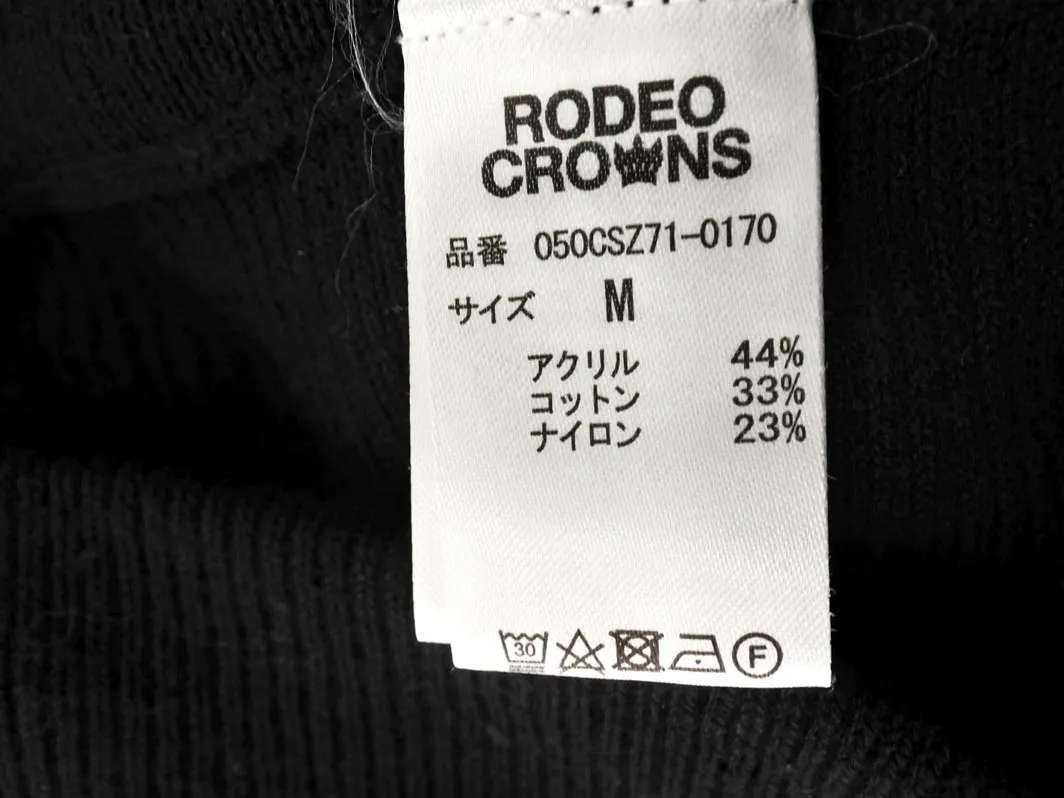 RODEO
CROWNS
品番 050CSZ71-0170
サイズ M
アクリル 44%
コットン 33%
ナイロン 23%
30 F